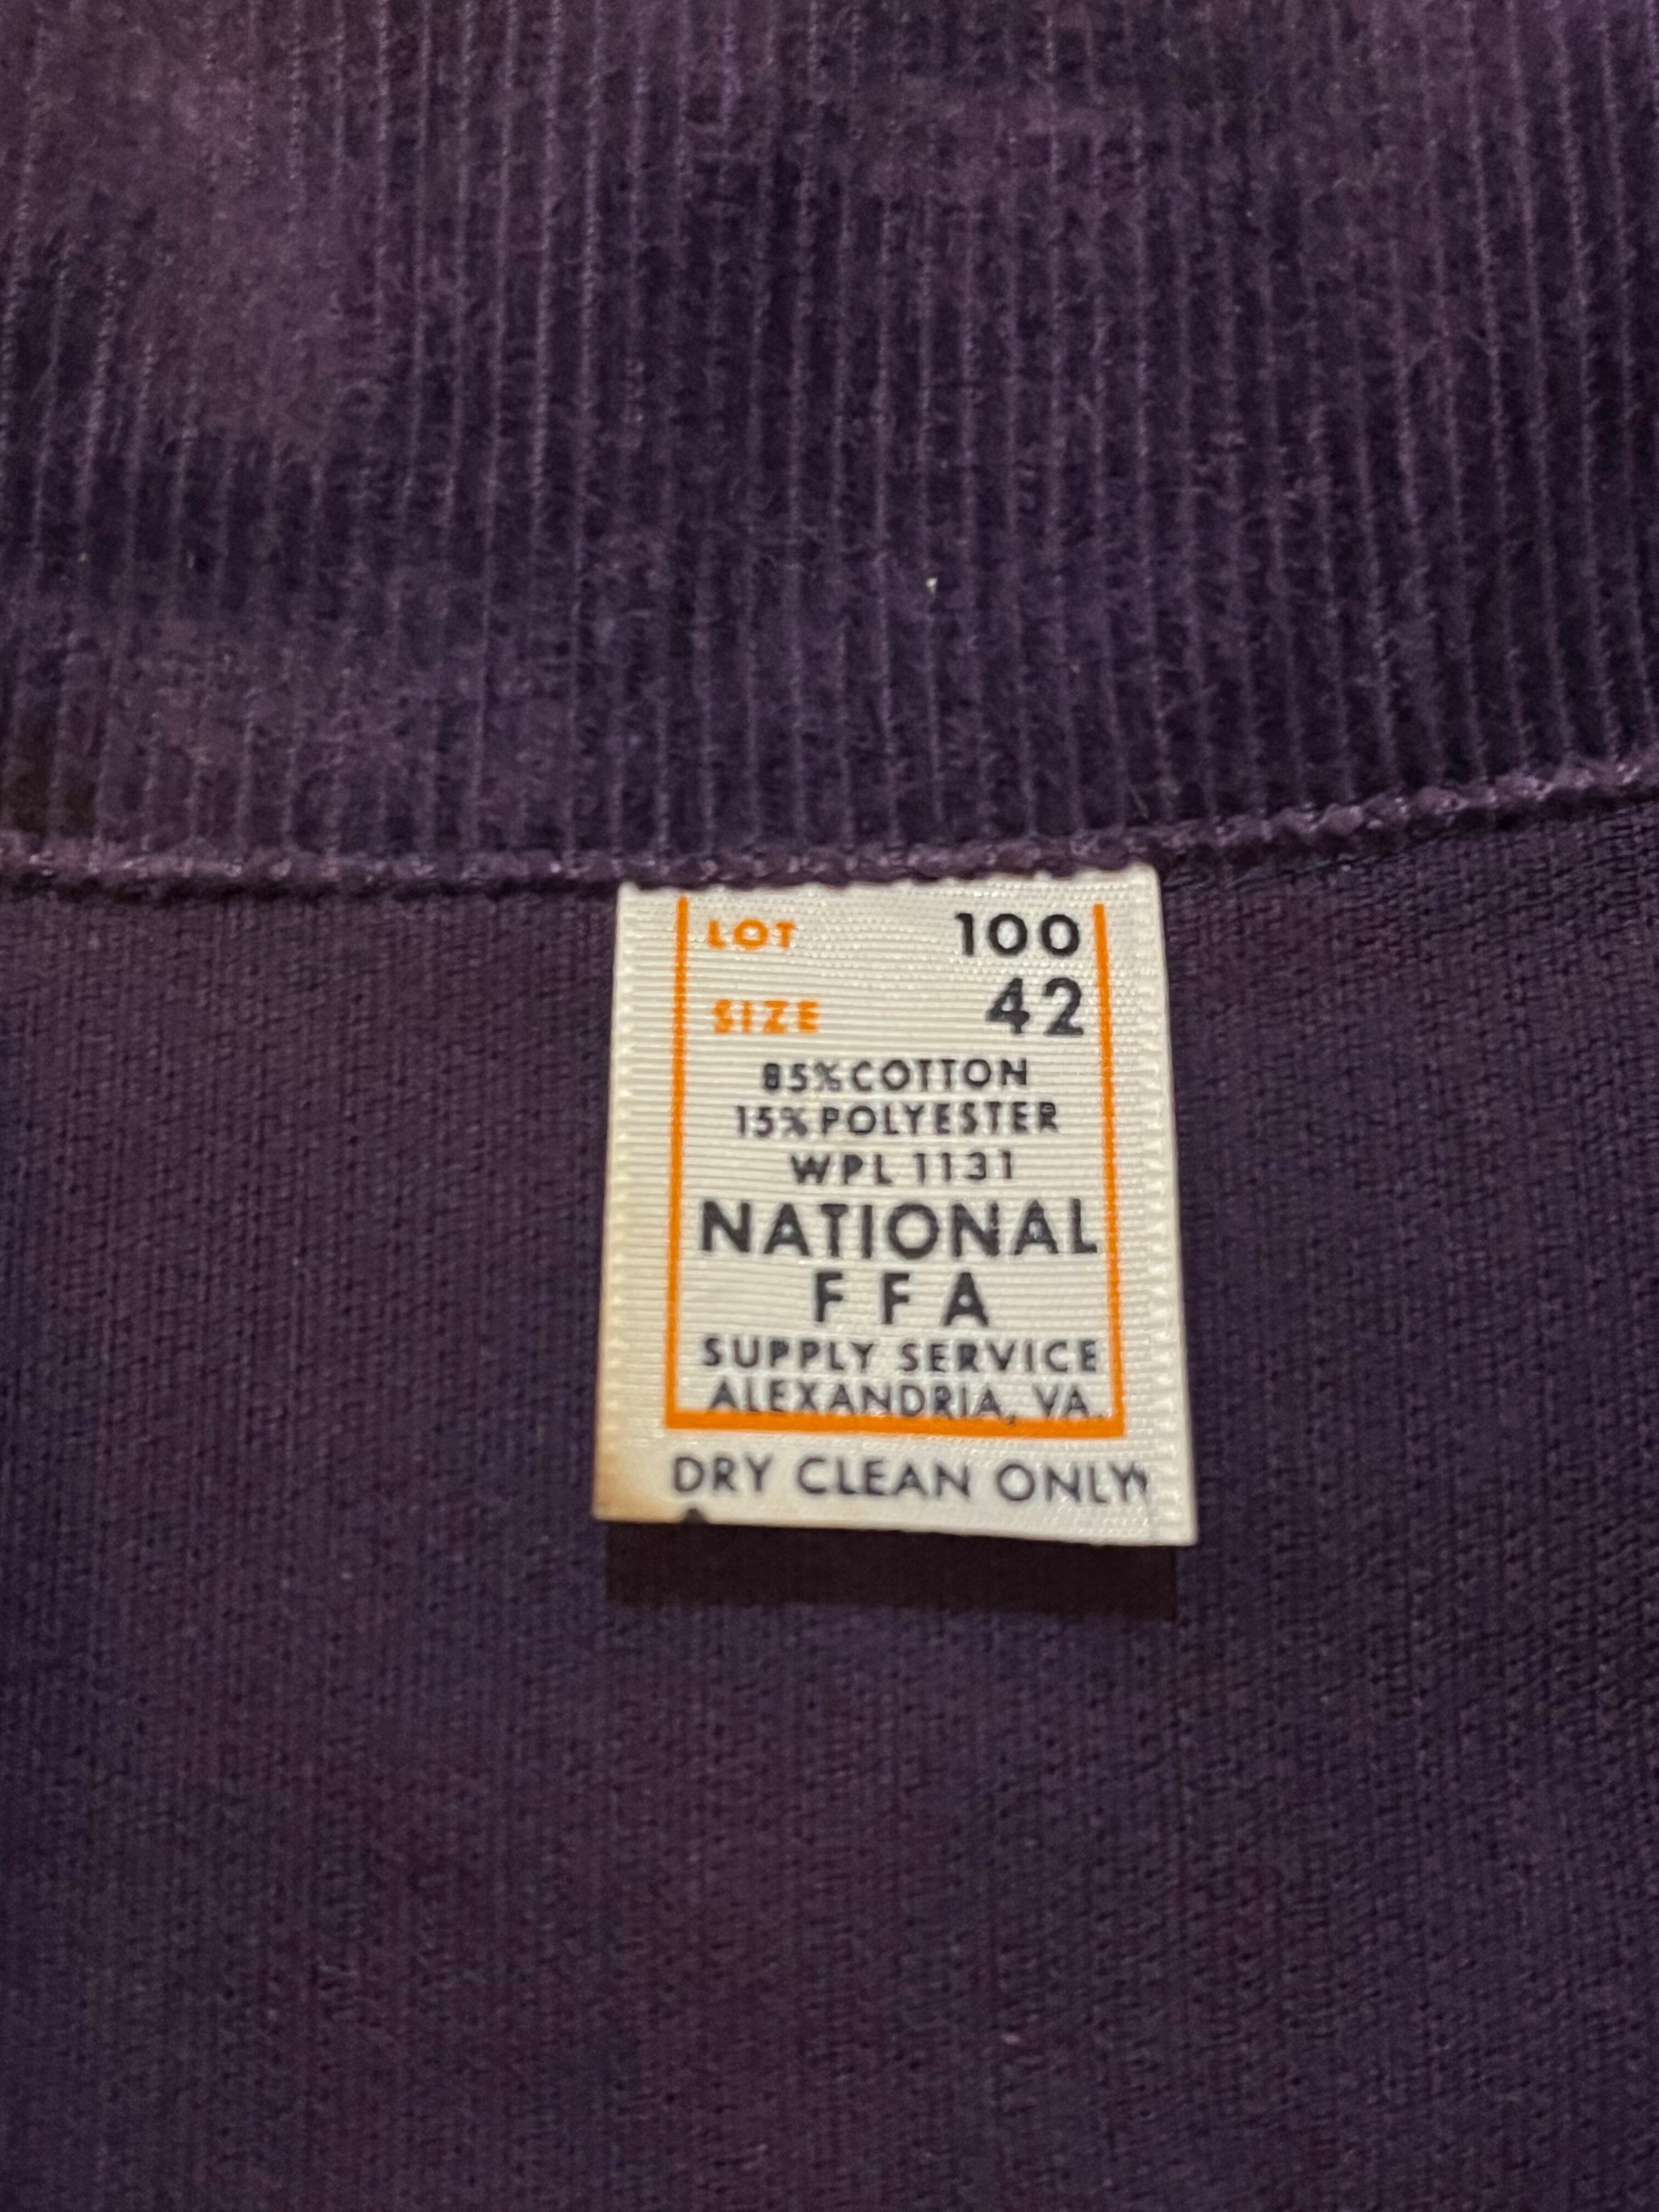 LOT 100
SIZE 42
85% COTTON
15% POLYESTER
WPL 1131
NATIONAL
FFA
SUPPLY SERVICE
ALEXANDRIA, VA.
DRY CLEAN ONLY